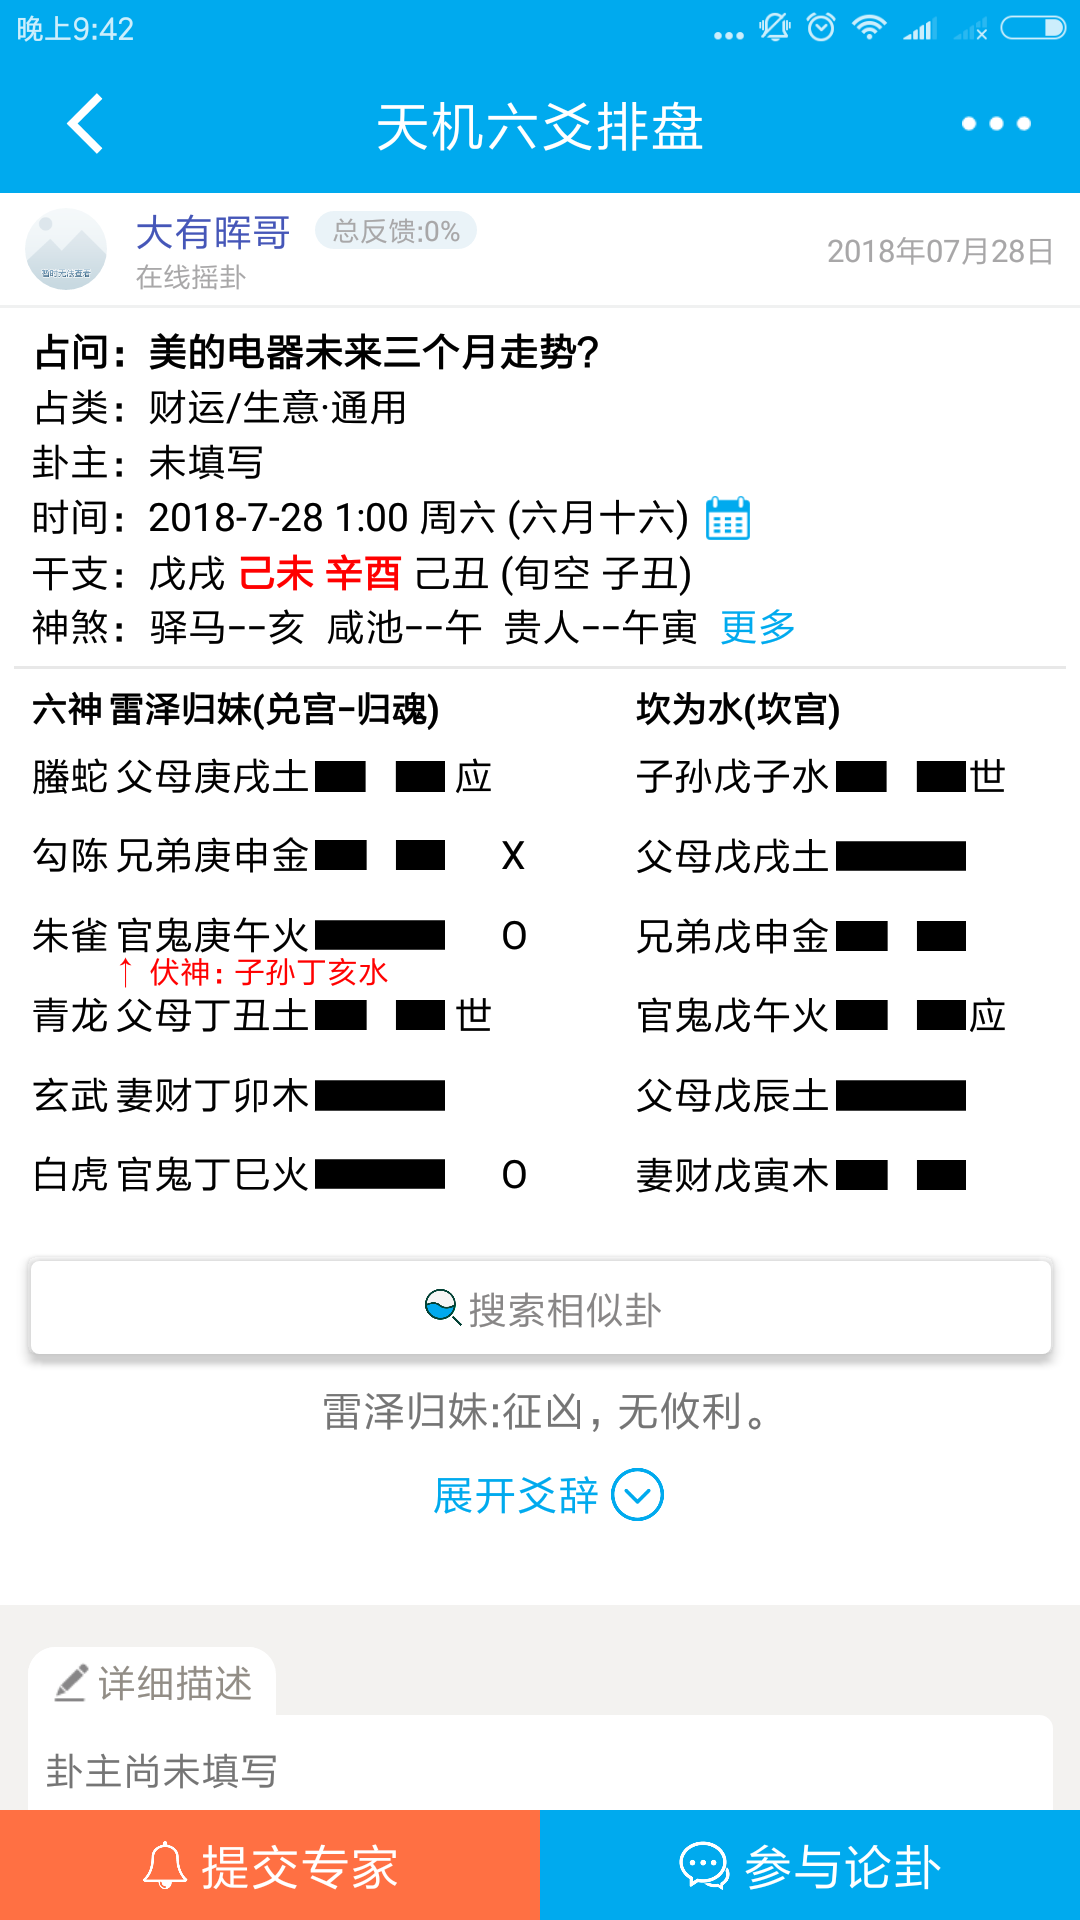 晚上9:42
天机六爻排盘
大有晖哥 总反馈:0%
在线摇卦
2018年07月28日
暂时无法查看
占问：美的电器未来三个月走势?
占类：财运/生意·通用
卦主：未填写
时间：2018-7-28 1:00 周六 (六月十六)
干支：戊戌 己未 辛酉 己丑 (旬空 子丑)
神煞：驿马--亥 咸池--午 贵人--午寅 更多
六神 雷泽归妹(兑宫-归魂) 坎为水(坎宫)
螣蛇 父母庚戌土 应 子孙戊子水 世
勾陈 兄弟庚申金 X 父母戊戌土
朱雀 官鬼庚午火 O 兄弟戊申金
↑ 伏神：子孙丁亥水
青龙 父母丁丑土 世 官鬼戊午火 应
玄武 妻财丁卯木 父母戊辰土
白虎 官鬼丁巳火 O 妻财戊寅木
搜索相似卦
雷泽归妹:征凶，无攸利。
展开爻辞
详细描述
卦主尚未填写
提交专家 参与论卦